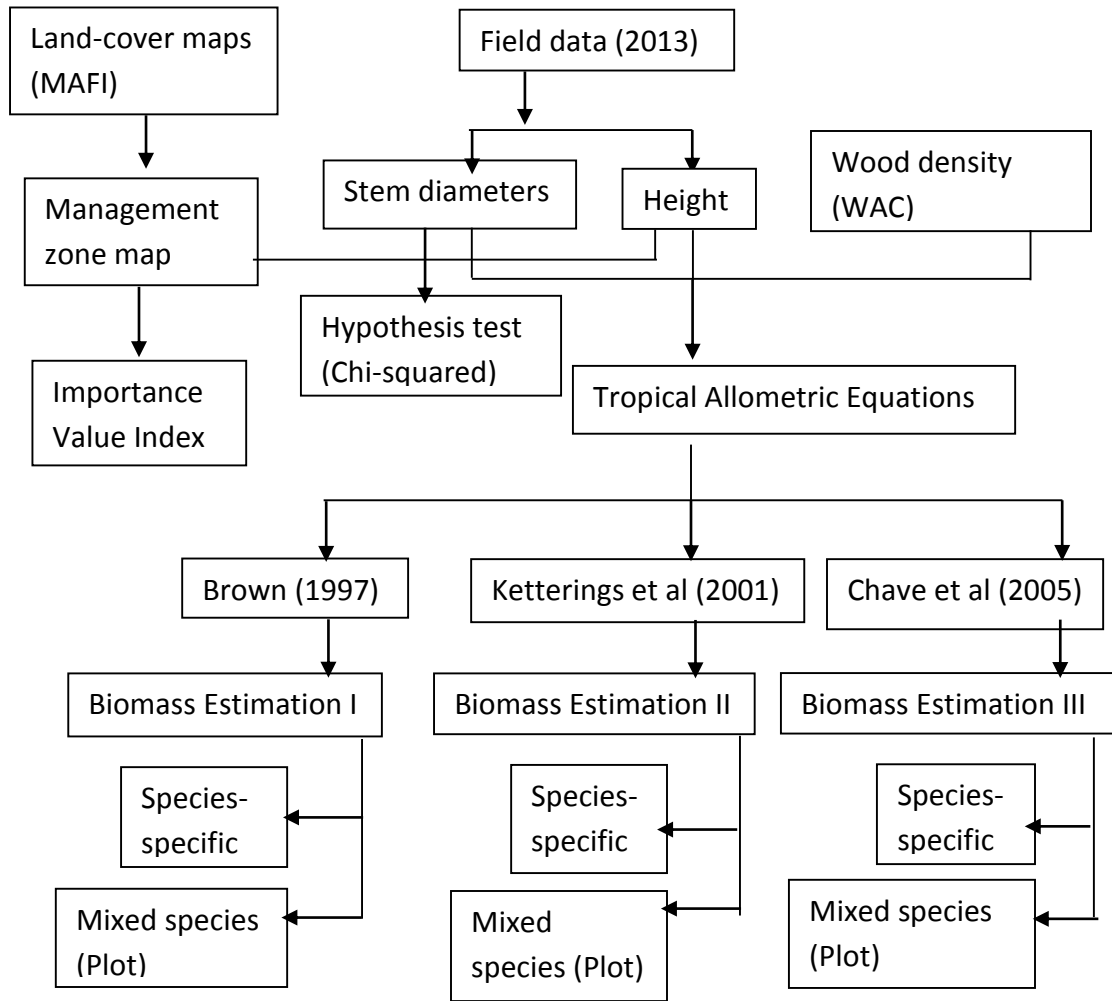 Land-cover maps
(MAFI)
Field data (2013)
Wood density
(WAC)
Stem diameters
Height
Management
zone map
Hypothesis test
(Chi-squared)
Importance
Value Index
Tropical Allometric Equations
Brown (1997)
Ketterings et al (2001)
Chave et al (2005)
Biomass Estimation I
Biomass Estimation II
Biomass Estimation III
Species-
specific
Species-
specific
Species-
specific
Mixed species
(Plot)
Mixed
species (Plot)
Mixed species
(Plot)